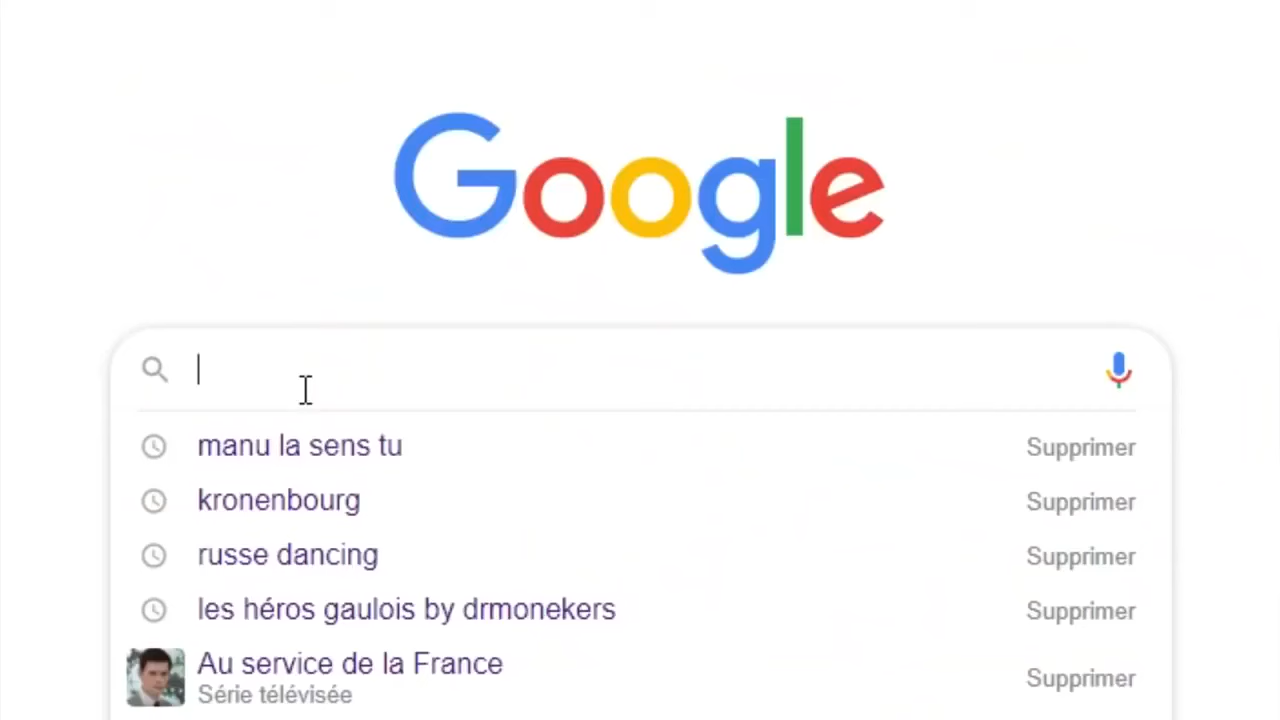 Google
manu la sens tu
Supprimer
kronenbourg
Supprimer
russe dancing
Supprimer
les héros gaulois by drmonekers
Supprimer
Au service de la France
Série télévisée
Supprimer